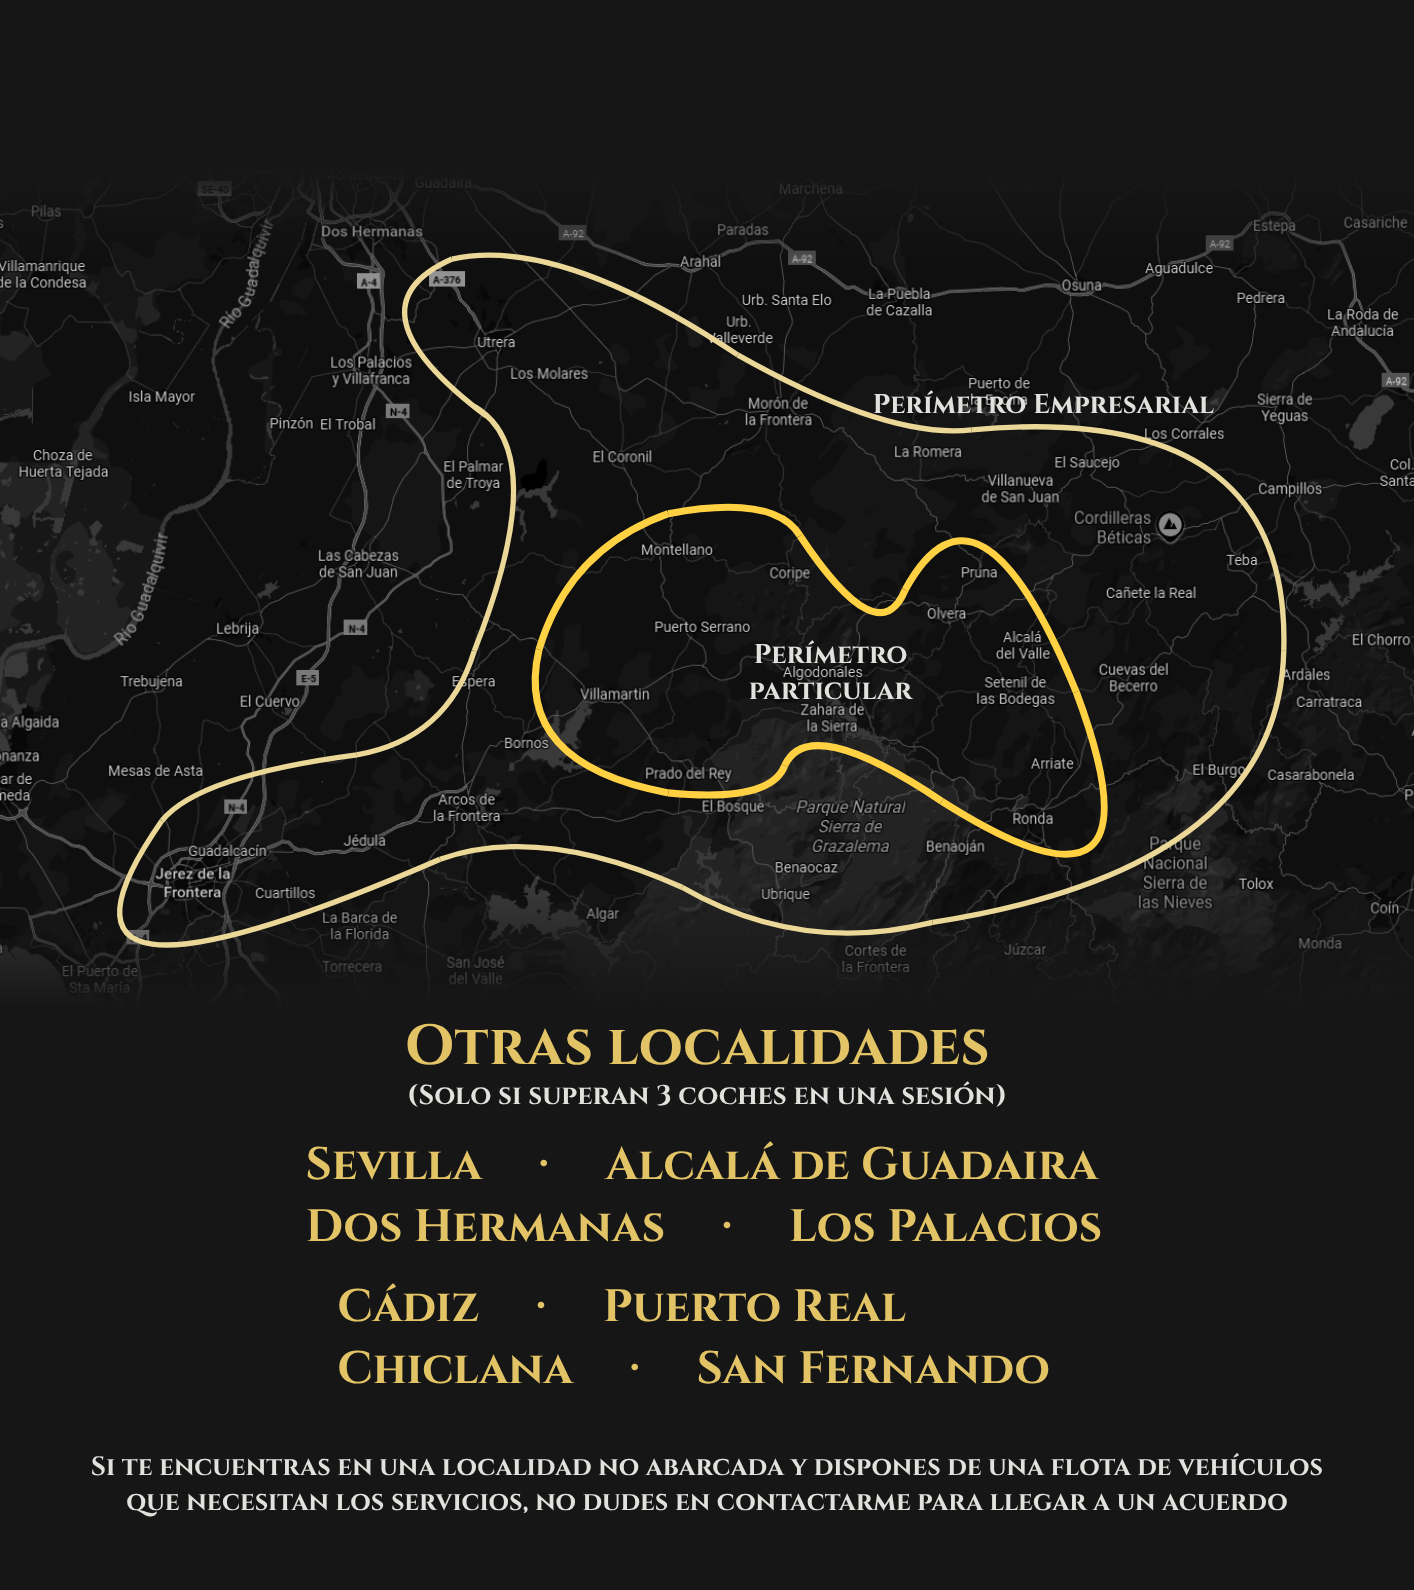 SE-40
Guadaira
Marchena
Pilas
Dos Hermanas
A-92
Paradas
A-92
Estepa
Casariche
Villamanrique
de la Condesa
Río Guadalquivir
A-4
A-376
Arahal
A-92
Aguadulce
Osuna
Urb. Santa Elo
La Puebla
de Cazalla
Pedrera
La Roda de
Andalucía
Urb.
Valleverde
Utrera
Los Palacios
y Villafranca
Los Molares
A-92
Isla Mayor
Puerto de
la Encina
Perímetro Empresarial
Morón de
la Frontera
Sierra de
Yeguas
N-4
Pinzón
El Trobal
Los Corrales
Choza de
Huerta Tejada
El Coronil
La Romera
El Saucejo
El Palmar
de Troya
Villanueva
de San Juan
Campillos
Col.
Santa
Cordilleras
Béticas
Montellano
Las Cabezas
de San Juan
Coripe
Pruna
Teba
Río Guadalquivir
Cañete la Real
Olvera
Lebrija
N-4
Puerto Serrano
Alcalá
del Valle
El Chorro
Perímetro
particular
Algodonales
Trebujena
E-5
Espera
Villamartin
Setenil de
las Bodegas
Cuevas del
Becerro
Ardales
El Cuervo
Carratraca
Zahara de
la Sierra
a Algaida
Bornos
onanza
Mesas de Asta
ar de
meda
Prado del Rey
Arriate
El Burgo
Casarabonela
N-4
Arcos de
la Frontera
El Bosque
Parque Natural
Sierra de
Grazalema
Ronda
Jédula
Guadalcacín
Benaoján
Parque
Nacional
Sierra de
las Nieves
Jerez de la
Frontera
Cuartillos
Benaocaz
Ubrique
Tolox
La Barca de
la Florida
Algar
Coín
Cortes de
la Frontera
Júzcar
Monda
El Puerto de
Sta María
Torrecera
San José
del Valle
Otras localidades
(Solo si superan 3 coches en una sesión)
Sevilla · Alcalá de Guadaira
Dos Hermanas · Los Palacios
Cádiz · Puerto Real
Chiclana · San Fernando
Si te encuentras en una localidad no abarcada y dispones de una flota de vehículos
que necesitan los servicios, no dudes en contactarme para llegar a un acuerdo